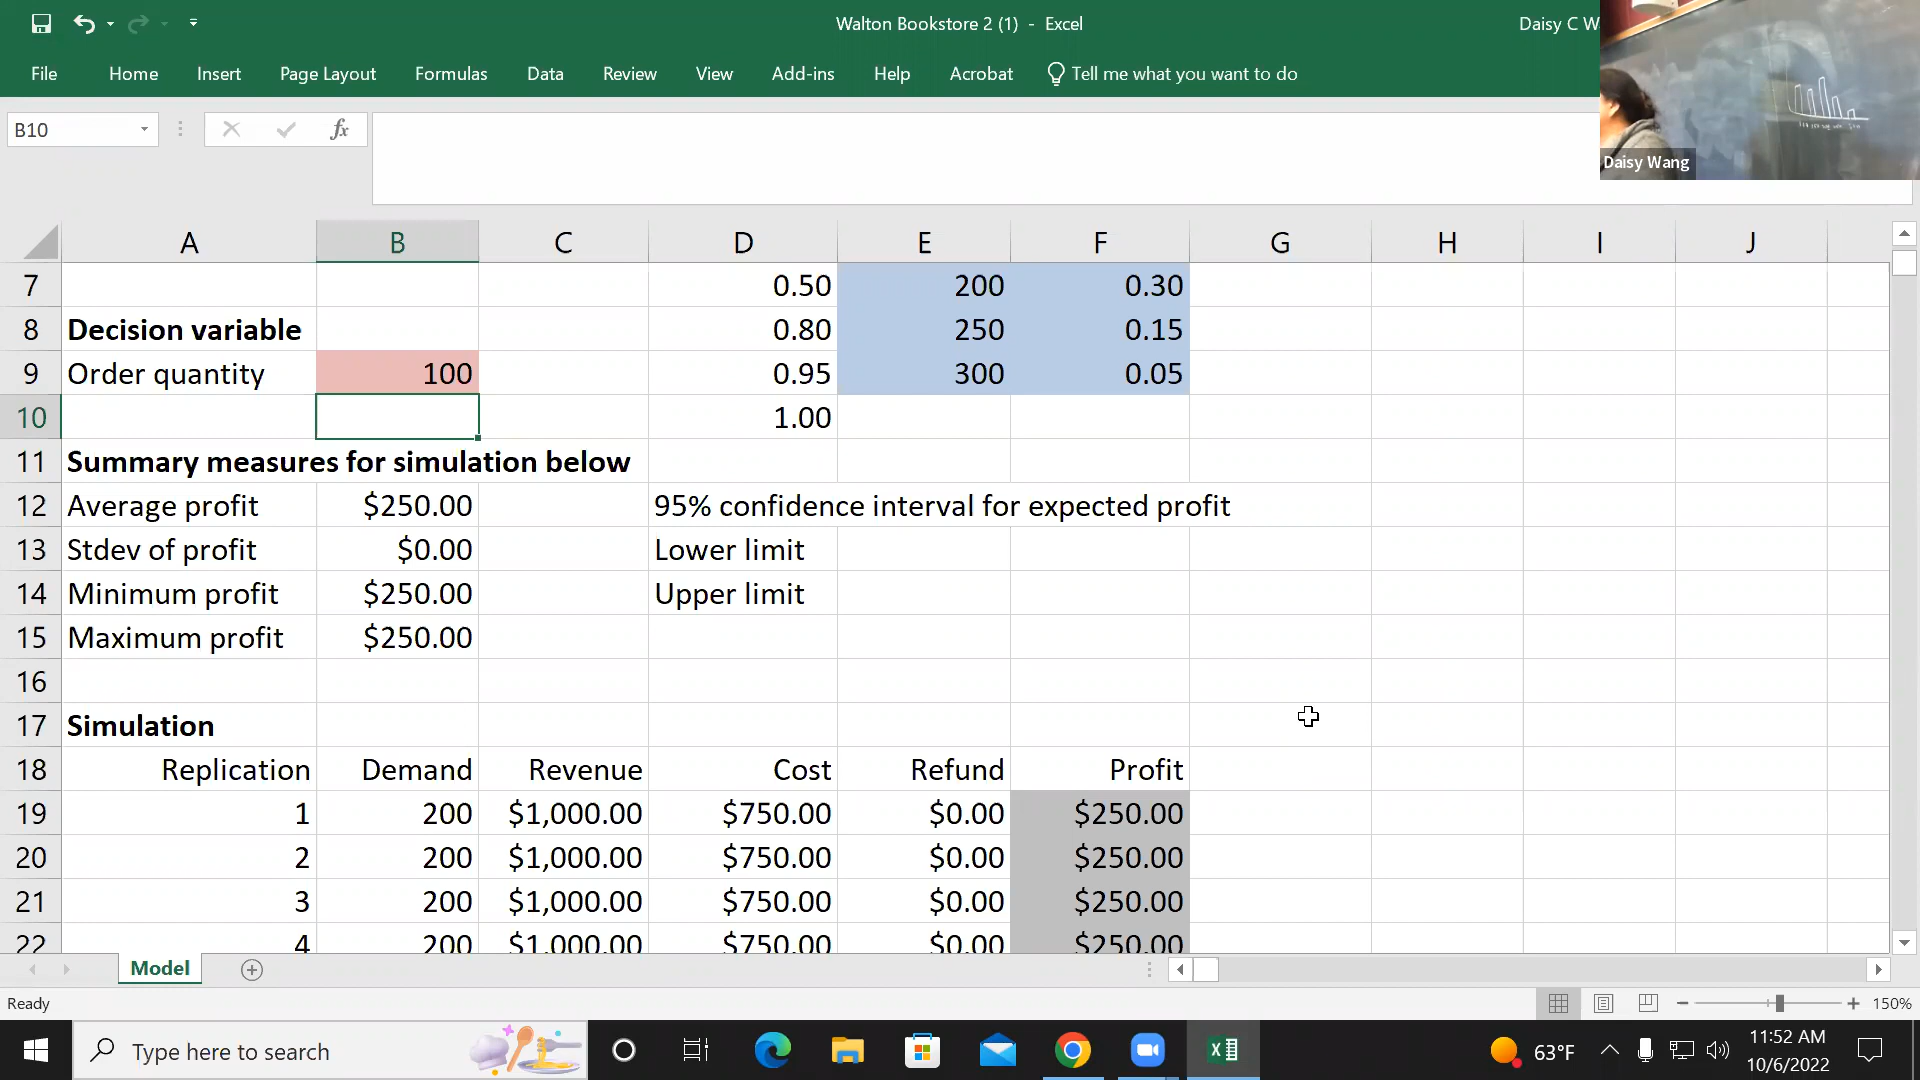 Walton Bookstore 2 (1) - Excel
Daisy C W
File Home Insert Page Layout Formulas Data Review View Add-ins Help Acrobat Tell me what you want to do
B10 fx
Daisy Wang
A B C D E F G H I J
7 0.50 200 0.30
8 Decision variable 0.80 250 0.15
9 Order quantity 100 0.95 300 0.05
10 1.00
11 Summary measures for simulation below
12 Average profit $250.00 95% confidence interval for expected profit
13 Stdev of profit $0.00 Lower limit
14 Minimum profit $250.00 Upper limit
15 Maximum profit $250.00
16
17 Simulation
18 Replication Demand Revenue Cost Refund Profit
19 1 200 $1,000.00 $750.00 $0.00 $250.00
20 2 200 $1,000.00 $750.00 $0.00 $250.00
21 3 200 $1,000.00 $750.00 $0.00 $250.00
22 4 200 $1,000.00 $750.00 $0.00 $250.00
Model
Ready 150%
Type here to search 63°F
11:52 AM
10/6/2022